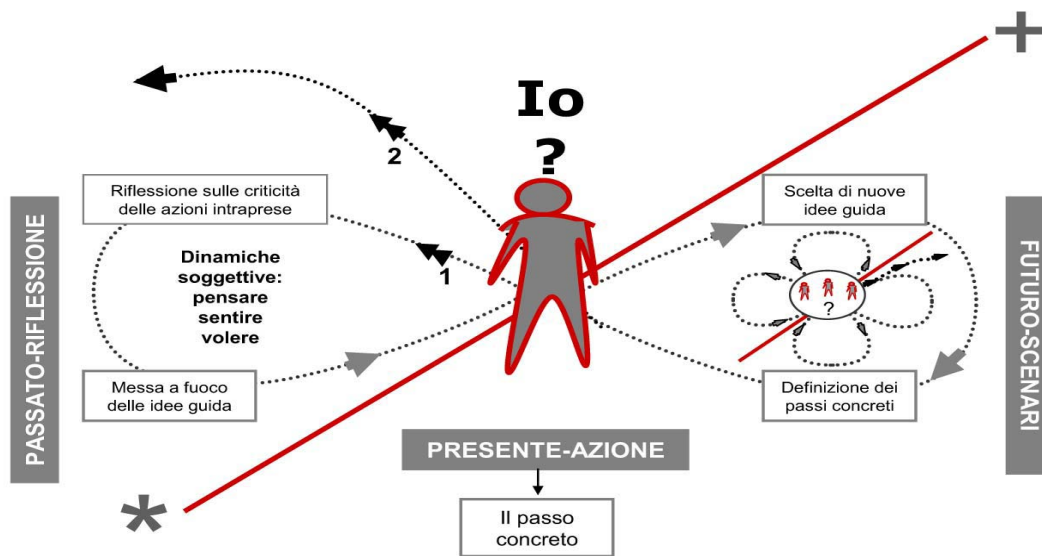 +
Io
?
2
PASSATO-RIFLESSIONE
Riflessione sulle criticità
delle azioni intraprese
1
Dinamiche
soggettive:
pensare
sentire
volere
Messa a fuoco
delle idee guida
Scelta di nuove
idee guida
?
Definizione dei
passi concreti
FUTURO-SCENARI
PRESENTE-AZIONE
Il passo
concreto
*